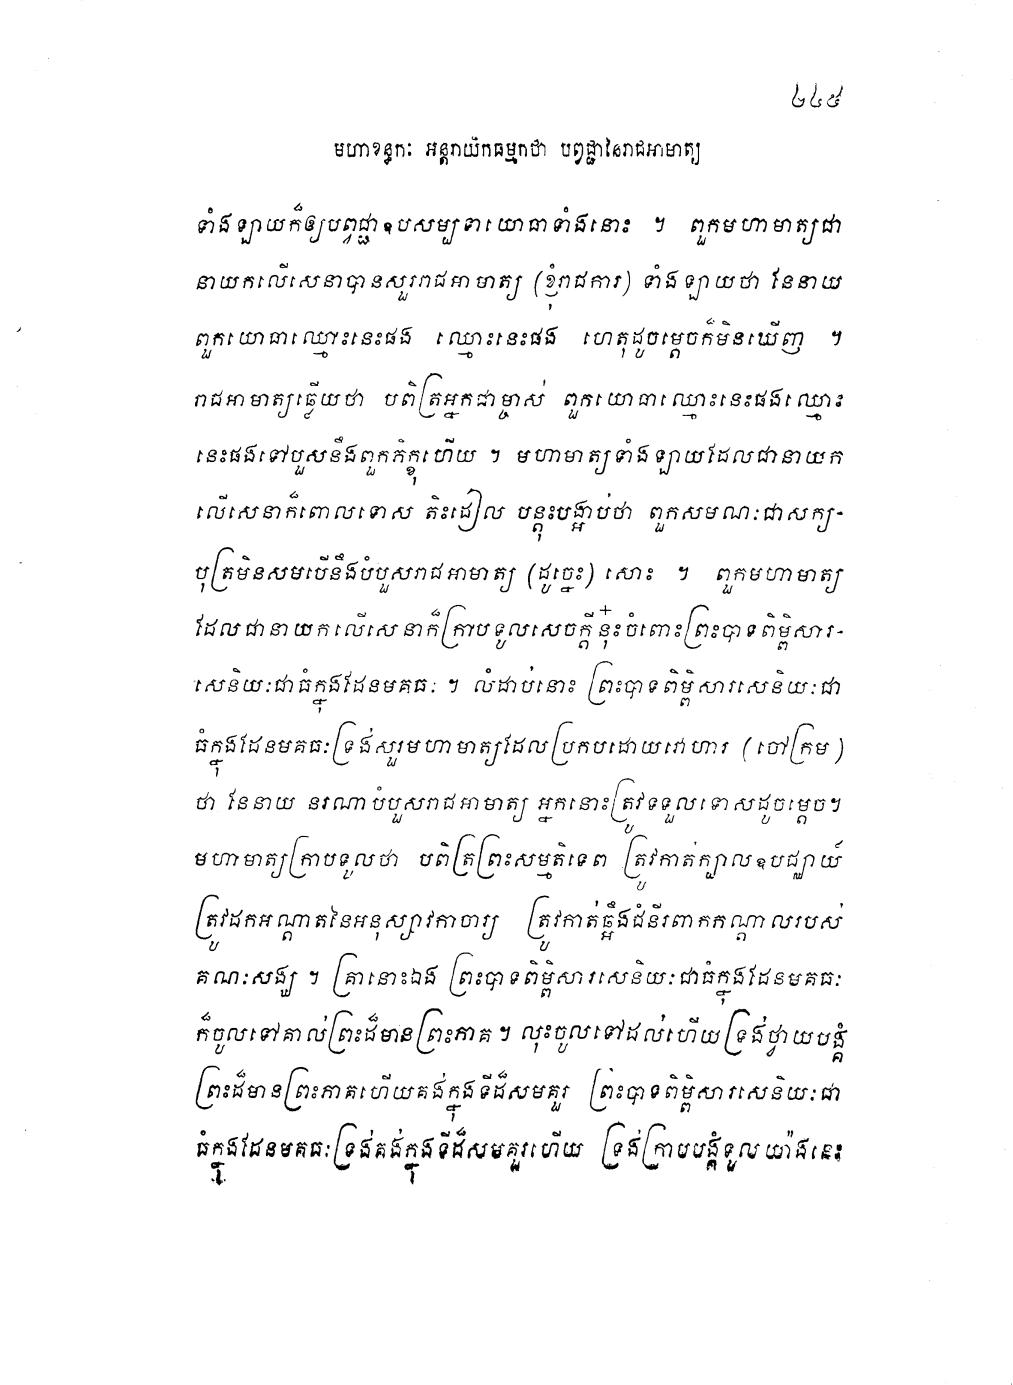 ២៤៥
មហាខន្ធកៈ អន្តរាយិកធម្មកថា បព្វជ្ជានៃរាជអាមាត្យ
ទាំងឡាយក៏ឲ្យបព្វជ្ជាឧបសម្បទាយោធាទាំងនោះ ។ ពួកមហាមាត្យជា
នាយកលើសេនាបានសួររាជអាមាត្យ (ខ្ញុំរាជការ) ទាំងឡាយថា នែនាយ
ពួកយោធាឈ្មោះនេះផង ឈ្មោះនេះផង ហេតុដូចម្ដេចក៏មិនឃើញ ។
រាជអាមាត្យឆ្លើយថា បពិត្រអ្នកជាម្ចាស់ ពួកយោធាឈ្មោះនេះផងឈ្មោះ
នេះផងទៅបួសនឹងពួកភិក្ខុហើយ ។ មហាមាត្យទាំងឡាយដែលជានាយក
លើសេនាក៏ពោលទោស តិះដៀល បន្តុះបង្អាប់ថា ពួកសមណៈជាសក្យ-
បុត្រមិនសមបើនឹងបំបួសរាជអាមាត្យ (ដូច្នេះ) សោះ ។ ពួកមហាមាត្យ
ដែលជានាយកលើសេនាក៏ក្រាបទូលសេចក្ដីនុ៎ះចំពោះព្រះបាទពិម្ពិសារ-
សេនិយៈជាធំក្នុងដែនមគធៈ ។ លំដាប់នោះ ព្រះបាទពិម្ពិសារសេនិយៈជា
ធំក្នុងដែនមគធៈទ្រង់សួរមហាមាត្យដែលប្រកបដោយវោហារ (ចៅក្រម)
ថា នែនាយ នរណាបំបួសរាជអាមាត្យ អ្នកនោះត្រូវទទួលទោសដូចម្ដេច។
មហាមាត្យក្រាបទូលថា បពិត្រព្រះសម្មតិទេព ត្រូវកាត់ក្បាលឧបជ្ឈាយ៍
ត្រូវដកអណ្ដាតនៃអនុស្សាវកាចារ្យ ត្រូវកាត់ឆ្អឹងជំនីរពាក់កណ្ដាលរបស់
គណៈសង្ឃ ។ គ្រានោះឯង ព្រះបាទពិម្ពិសារសេនិយៈជាធំក្នុងដែនមគធៈ
ក៏ចូលទៅគាល់ព្រះដ៏មានព្រះភាគ ។ លុះចូលទៅដល់ហើយទ្រង់ថ្វាយបង្គំ
ព្រះដ៏មានព្រះភាគហើយគង់ក្នុងទីដ៏សមគួរ ព្រះបាទពិម្ពិសារសេនិយៈជា
ធំក្នុងដែនមគធៈទ្រង់គង់ក្នុងទីដ៏សមគួរហើយ ទ្រង់ក្រាបបង្គំទូលយ៉ាងនេះ